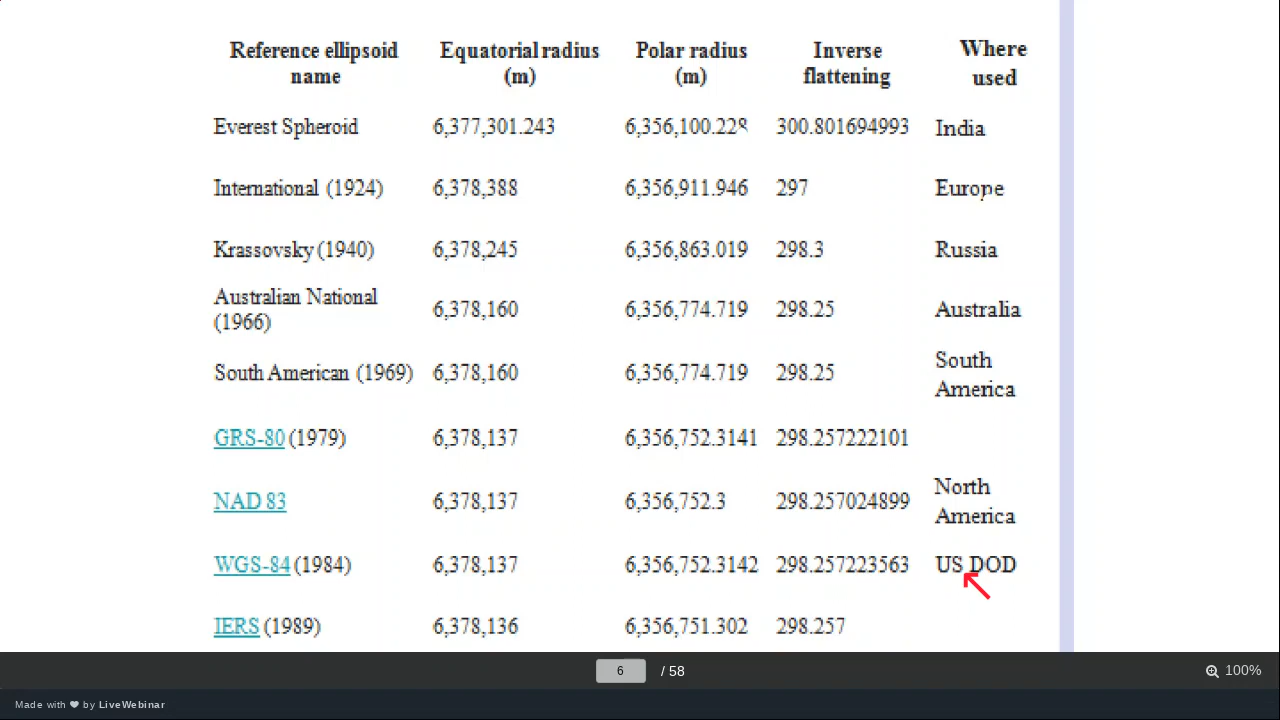 Reference ellipsoid name Equatorial radius (m) Polar radius (m) Inverse flattening Where used
Everest Spheroid 6,377,301.243 6,356,100.228 300.801694993 India
International (1924) 6,378,388 6,356,911.946 297 Europe
Krassovsky (1940) 6,378,245 6,356,863.019 298.3 Russia
Australian National (1966) 6,378,160 6,356,774.719 298.25 Australia
South American (1969) 6,378,160 6,356,774.719 298.25 South America
GRS-80 (1979) 6,378,137 6,356,752.3141 298.257222101
NAD 83 6,378,137 6,356,752.3 298.257024899 North America
WGS-84 (1984) 6,378,137 6,356,752.3142 298.257223563 US DOD
IERS (1989) 6,378,136 6,356,751.302 298.257
6 / 58 100%
Made with ❤ by LiveWebinar